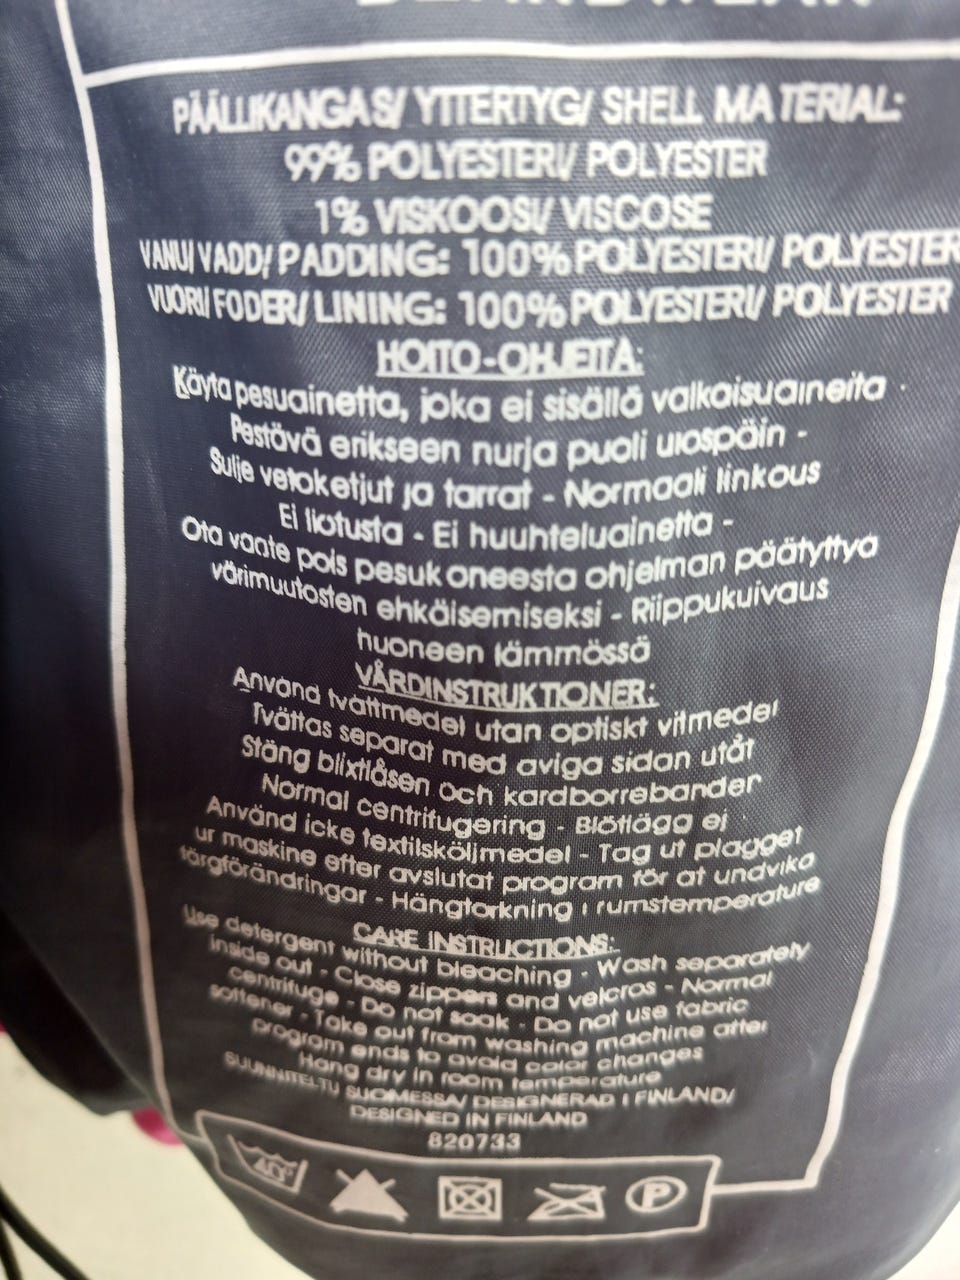 PÄÄLLIKANGAS/ YTTERTYG/ SHELL MATERIAL:
99% POLYESTERI/ POLYESTER
1% VISKOOSI/ VISCOSE
VANU/ VADD/ PADDING: 100% POLYESTERI/ POLYESTER
VUORI/ FODER/ LINING: 100% POLYESTERI/ POLYESTER
HOITO-OHJEITA:
Käytä pesuainetta, joka ei sisällä valkaisuaineita -
Pestävä erikseen nurja puoli ulospäin -
Sulje vetoketjut ja tarrat - Normaali linkous
Ei liotusta - Ei huuhteluainetta -
Ota vaate pois pesukoneesta ohjelman päätyttyä
värimuutosten ehkäisemiseksi - Riippukuivaus
huoneen lämmössä
VÅRDINSTRUKTIONER:
Använd tvättmedel utan optiskt vitmedel
Tvättas separat med aviga sidan utåt
Stäng blixtlåsen och kardborrebander
Normal centrifugering - Blötlägg ej
Använd icke textilsköljmedel - Tag ut plagget
ur maskine efter avslutat program för at undvika
färgförändringar - Hängtorkning i rumstemperature
CARE INSTRUCTIONS:
Use detergent without bleaching - Wash separately
inside out - Close zippers and velcros - Normal
centrifuge - Do not soak - Do not use fabric
softener - Take out from washing machine after
program ends to avoid color changes
Hang dry in room temperature
SUUNNITELTU SUOMESSA/ DESIGNERAD I FINLAND/
DESIGNED IN FINLAND
820733
40° P